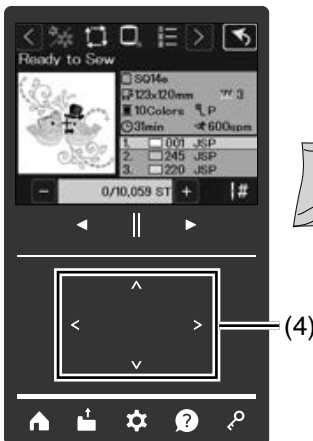 Ready to Sew
SQ14e
123x120mm 3
10Colors P
31min 600spm
1. 001 JSP
2. 245 JSP
3. 220 JSP
- 0/10,059 ST + #
(4)
?